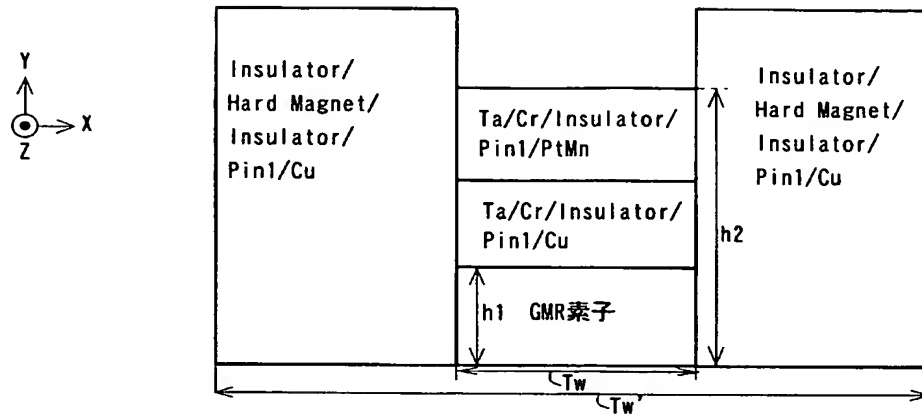 Y
X
Z
Insulator/
Hard Magnet/
Insulator/
Pin1/Cu
Ta/Cr/Insulator/
Pin1/PtMn
Ta/Cr/Insulator/
Pin1/Cu
h1 GMR素子
h2
Insulator/
Hard Magnet/
Insulator/
Pin1/Cu
Tw
Tw'